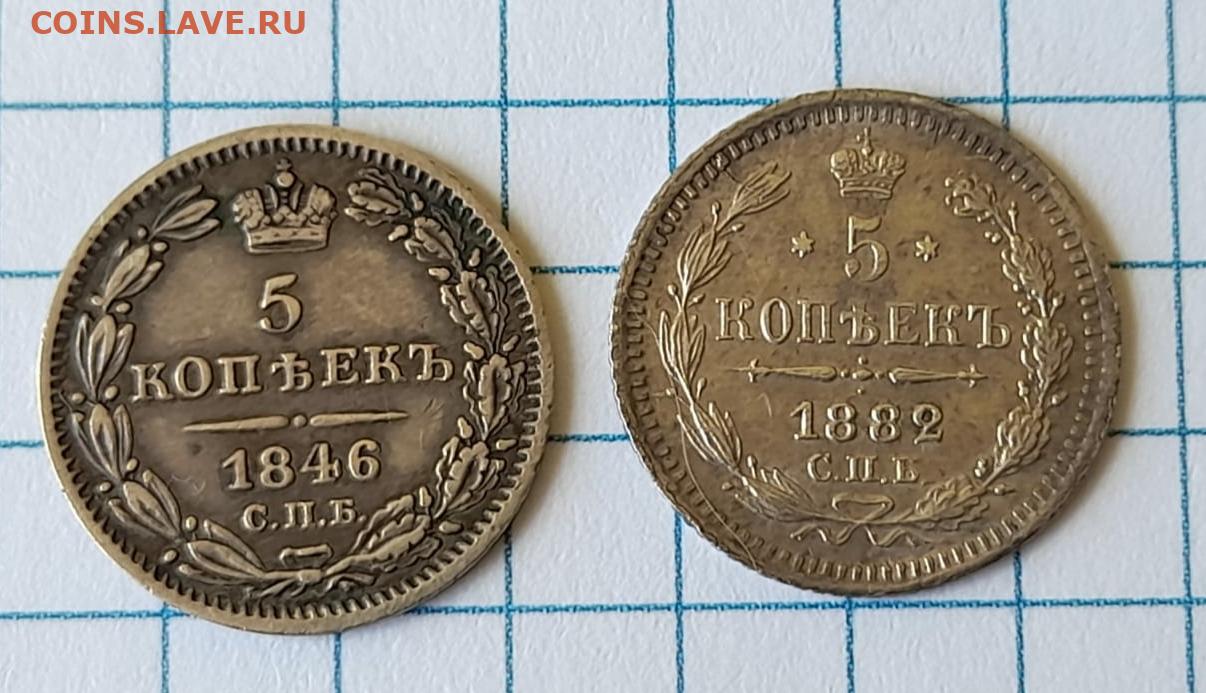 COINS.LAVE.RU
5
КОПѢЕКЪ
1846
С.П.Б.
* 5 *
КОПѢЕКЪ
1882
С.П.Б